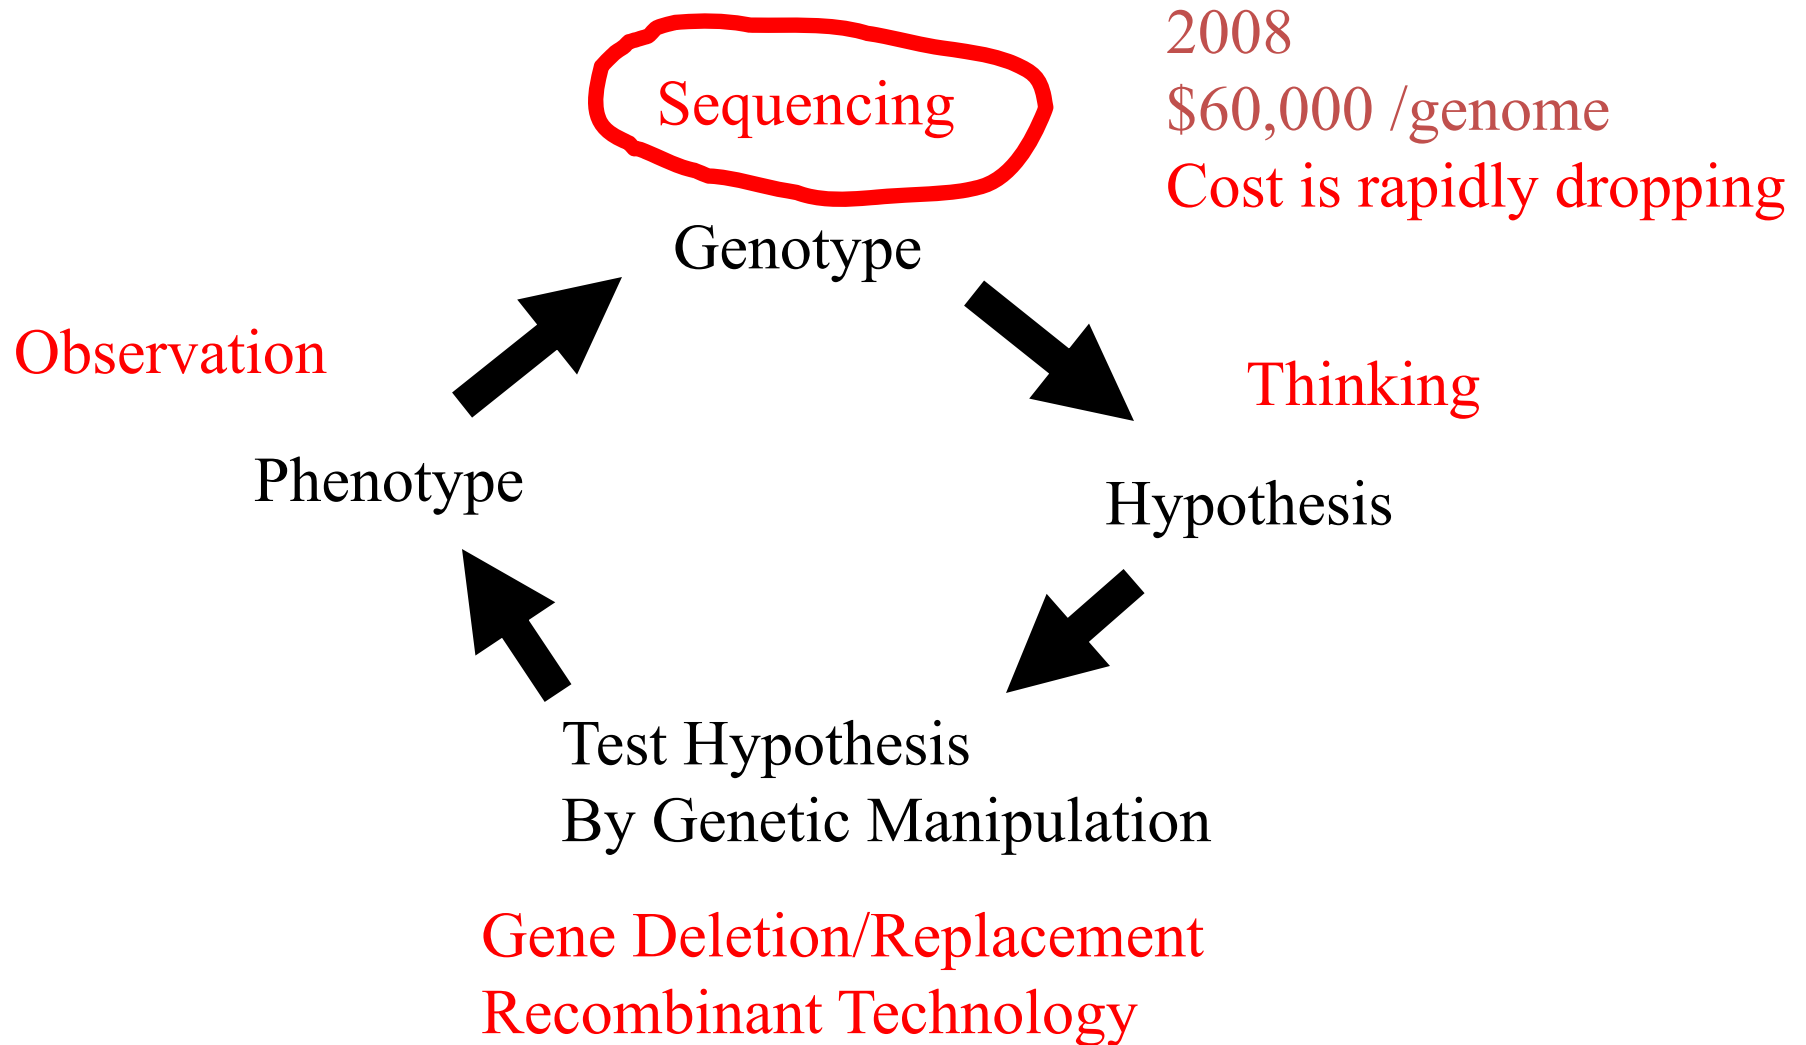 Sequencing
2008
$60,000 /genome
Cost is rapidly dropping
Genotype
Observation
Thinking
Phenotype
Hypothesis
Test Hypothesis
By Genetic Manipulation
Gene Deletion/Replacement
Recombinant Technology